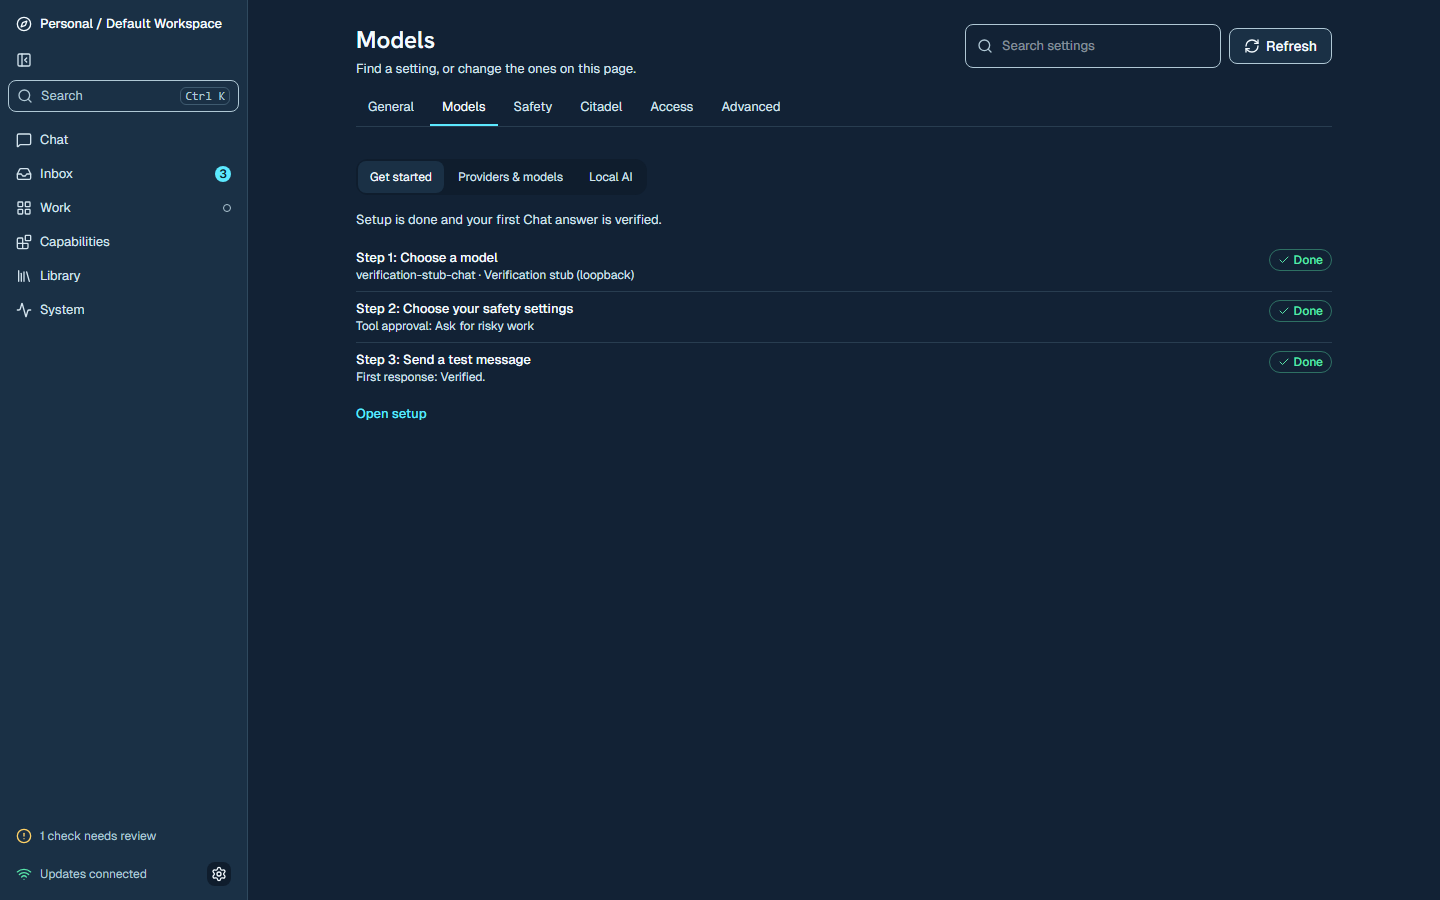 Personal / Default Workspace
Search Ctrl K
Chat
Inbox 3
Work
Capabilities
Library
System
1 check needs review
Updates connected
Models
Find a setting, or change the ones on this page.
Search settings
Refresh
General Models Safety Citadel Access Advanced
Get started Providers & models Local AI
Setup is done and your first Chat answer is verified.
Step 1: Choose a model
verification-stub-chat · Verification stub (loopback)
Done
Step 2: Choose your safety settings
Tool approval: Ask for risky work
Done
Step 3: Send a test message
First response: Verified.
Done
Open setup